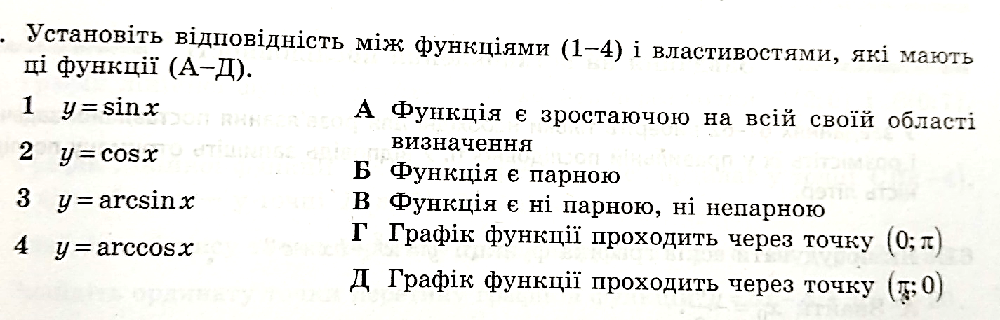 . Установіть відповідність між функціями (1–4) і властивостями, які мають
ці функції (А–Д).
1 y = sin x
2 y = cos x
3 y = arcsin x
4 y = arccos x
А Функція є зростаючою на всій своїй області
визначення
Б Функція є парною
В Функція є ні парною, ні непарною
Г Графік функції проходить через точку (0; π)
Д Графік функції проходить через точку (π; 0)